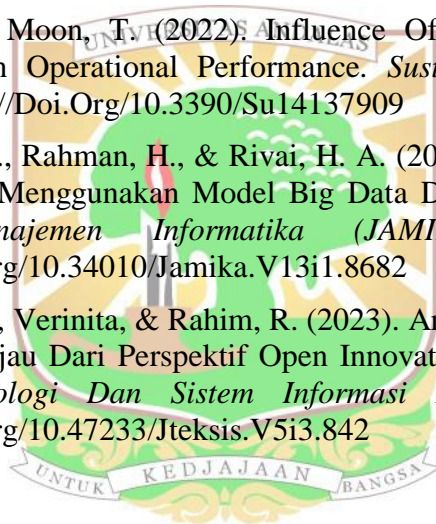 Moon, T. (2022). Influence Of
UNIVERSITAS ANDALAS
n Operational Performance. Sust
//Doi.Org/10.3390/Su14137909
., Rahman, H., & Rivai, H. A. (20
Menggunakan Model Big Data D
najemen Informatika (JAMI
rg/10.34010/Jamika.V13i1.8682
, Verinita, & Rahim, R. (2023). An
jau Dari Perspektif Open Innovat
ologi Dan Sistem Informasi
rg/10.47233/Jteksis.V5i3.842
UNTUK KEDJAJAAN BANGSA